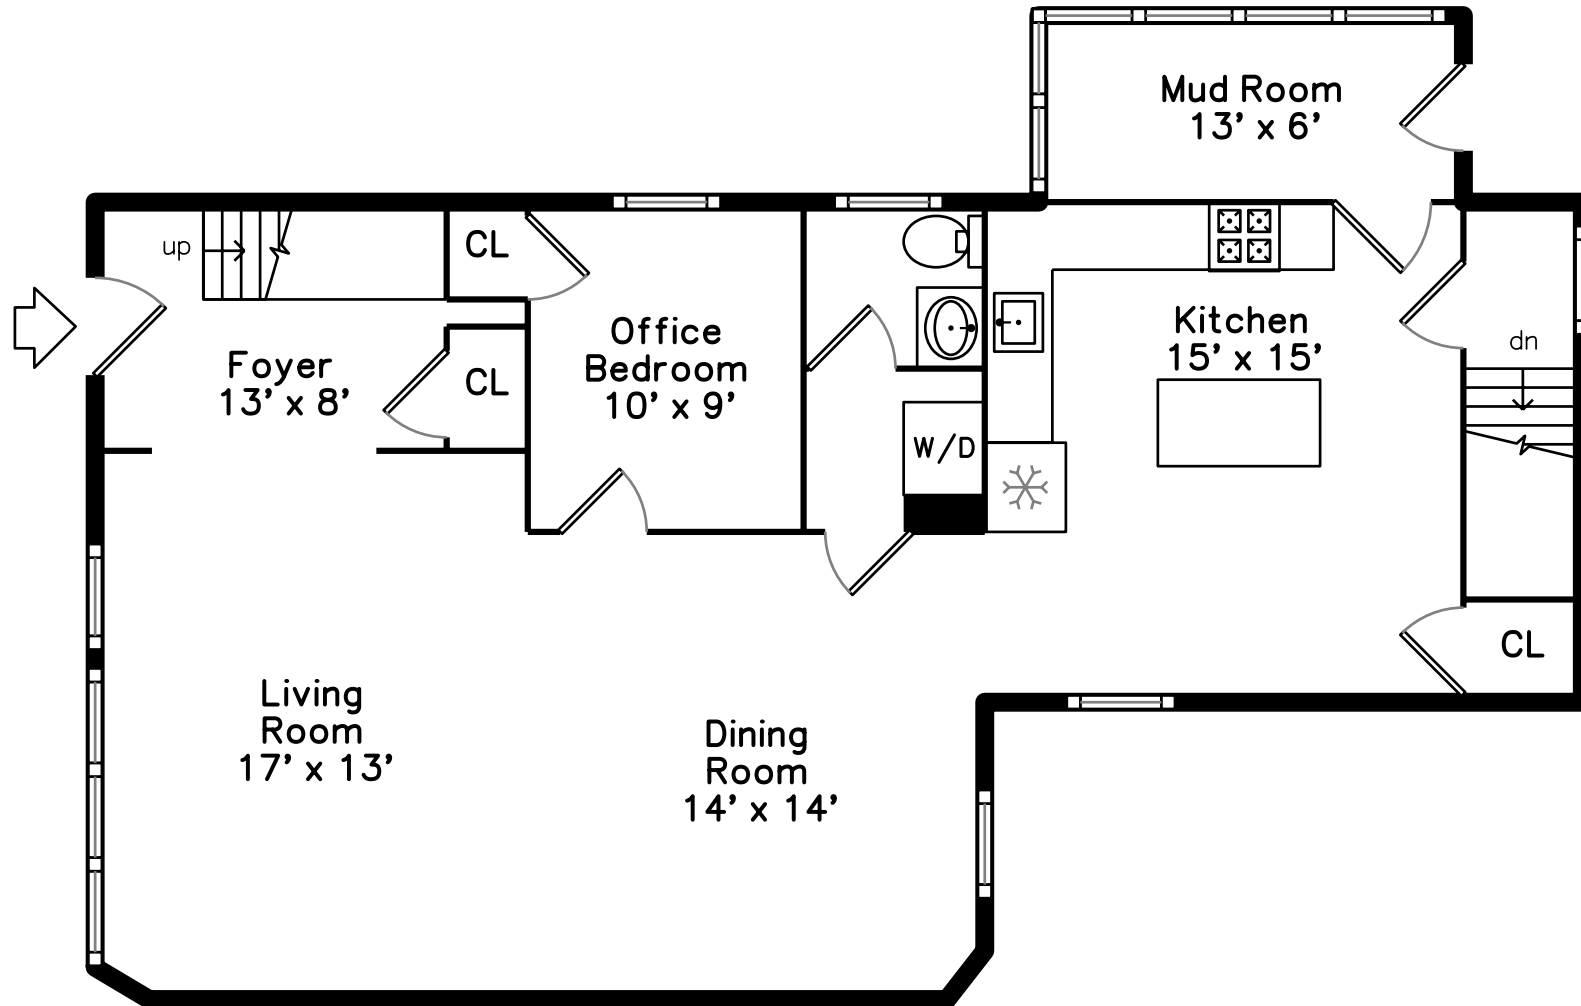 Mud Room
13' x 6'
up
CL
Office
Bedroom
10' x 9'
Kitchen
15' x 15'
dn
Foyer
13' x 8'
CL
W/D
CL
Living
Room
17' x 13'
Dining
Room
14' x 14'